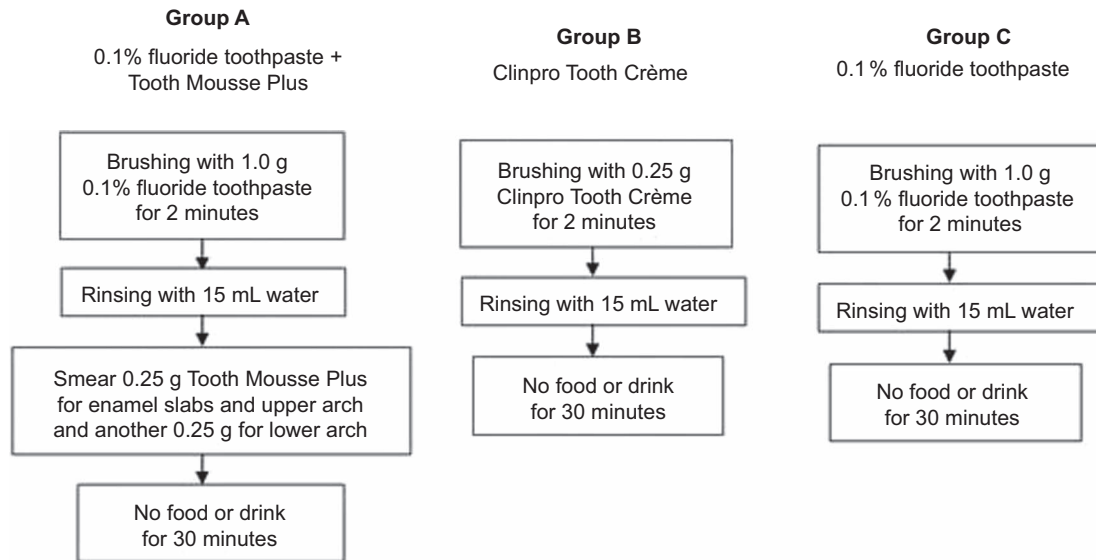 Group A
0.1% fluoride toothpaste +
Tooth Mousse Plus
Brushing with 1.0 g
0.1% fluoride toothpaste
for 2 minutes
Rinsing with 15 mL water
Smear 0.25 g Tooth Mousse Plus
for enamel slabs and upper arch
and another 0.25 g for lower arch
No food or drink
for 30 minutes
Group B
Clinpro Tooth Crème
Brushing with 0.25 g
Clinpro Tooth Crème
for 2 minutes
Rinsing with 15 mL water
No food or drink
for 30 minutes
Group C
0.1% fluoride toothpaste
Brushing with 1.0 g
0.1% fluoride toothpaste
for 2 minutes
Rinsing with 15 mL water
No food or drink
for 30 minutes